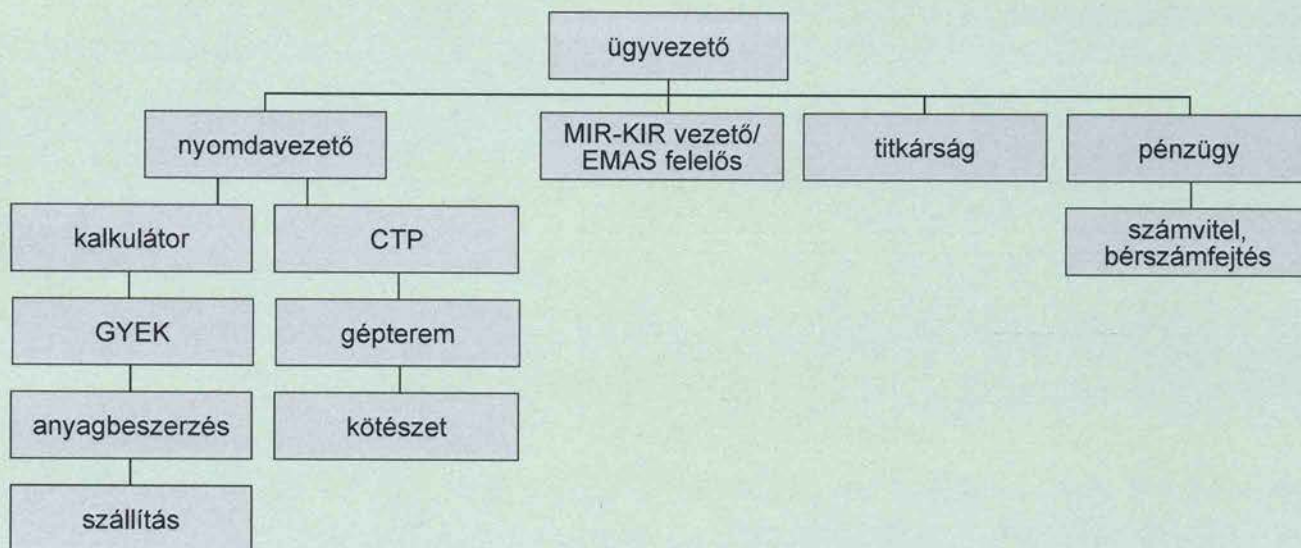 ügyvezető
nyomdavezető
MIR-KIR vezető/
EMAS felelős
titkárság
pénzügy
kalkulátor
CTP
számvitel,
bérszámfejtés
GYEK
gépterem
anyagbeszerzés
kötészet
szállítás